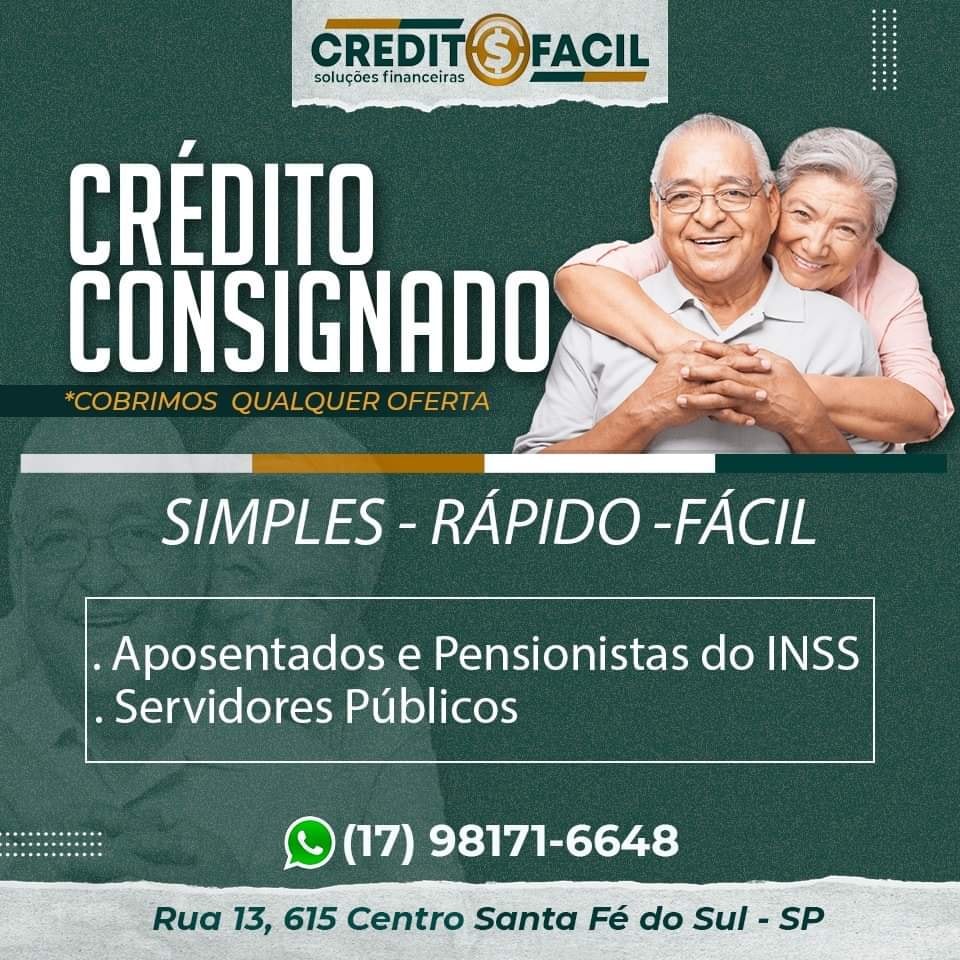 CREDIT FACIL
soluções financeiras
CRÉDITO
CONSIGNADO
*COBRIMOS QUALQUER OFERTA
SIMPLES - RÁPIDO -FÁCIL
. Aposentados e Pensionistas do INSS
. Servidores Públicos
(17) 98171-6648
Rua 13, 615 Centro Santa Fé do Sul - SP